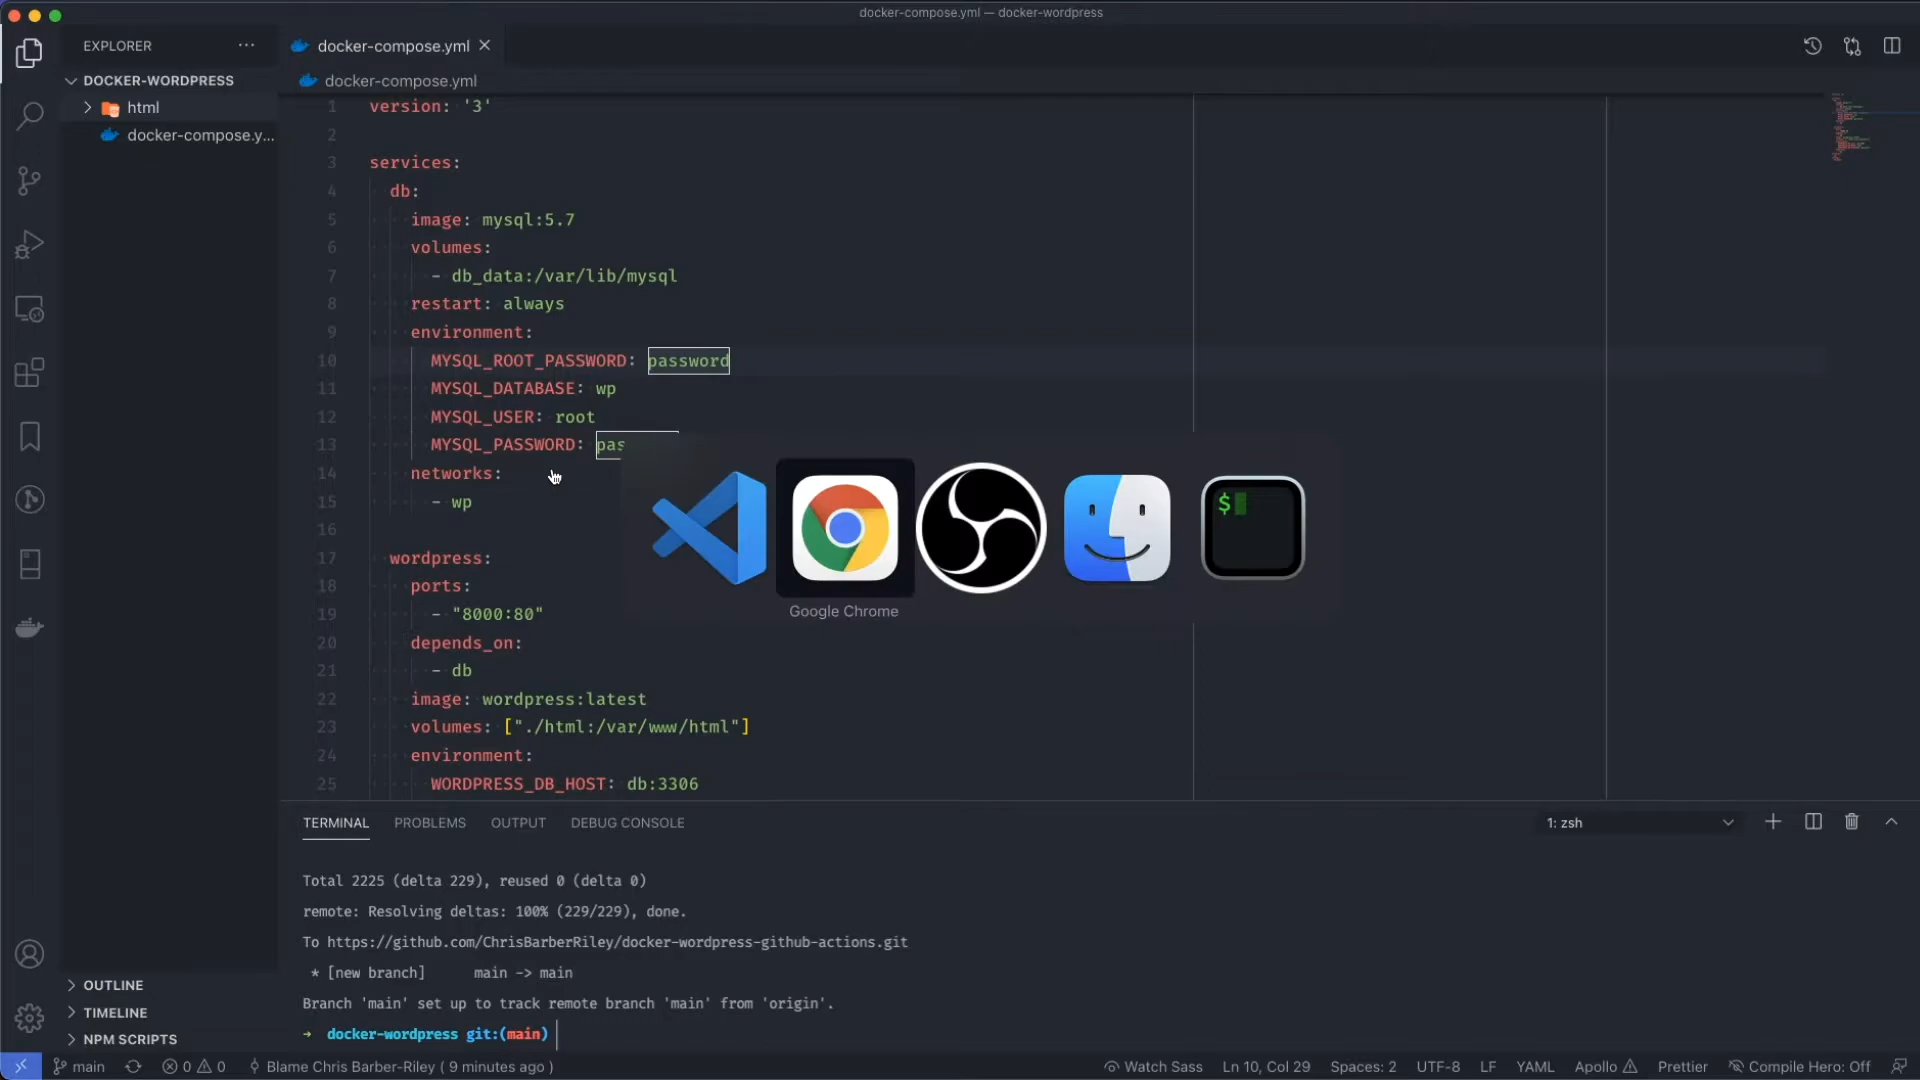 docker-compose.yml — docker-wordpress
EXPLORER
docker-compose.yml
DOCKER-WORDPRESS
html
docker-compose.y...
docker-compose.yml
1 version: '3'
2
3 services:
4 db:
5 image: mysql:5.7
6 volumes:
7 - db_data:/var/lib/mysql
8 restart: always
9 environment:
10 MYSQL_ROOT_PASSWORD: password
11 MYSQL_DATABASE: wp
12 MYSQL_USER: root
13 MYSQL_PASSWORD: pas
14 networks:
15 - wp
16
17 wordpress:
18 ports:
19 - "8000:80"
20 depends_on:
21 - db
22 image: wordpress:latest
23 volumes: ["./html:/var/www/html"]
24 environment:
25 WORDPRESS_DB_HOST: db:3306
$
Google Chrome
TERMINAL PROBLEMS OUTPUT DEBUG CONSOLE
1: zsh
Total 2225 (delta 229), reused 0 (delta 0)
remote: Resolving deltas: 100% (229/229), done.
To https://github.com/ChrisBarberRiley/docker-wordpress-github-actions.git
* [new branch] main -> main
Branch 'main' set up to track remote branch 'main' from 'origin'.
→ docker-wordpress git:(main)
OUTLINE
TIMELINE
NPM SCRIPTS
main 0 0 Blame Chris Barber-Riley ( 9 minutes ago ) Watch Sass Ln 10, Col 29 Spaces: 2 UTF-8 LF YAML Apollo Prettier Compile Hero: Off